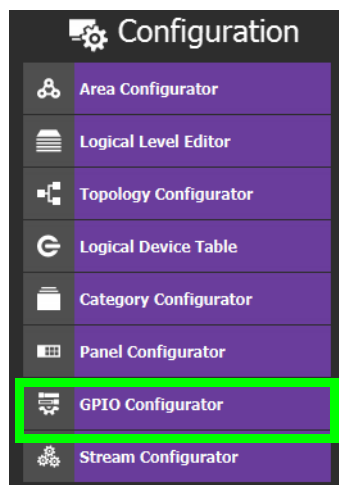 Configuration
Area Configurator
Logical Level Editor
Topology Configurator
Logical Device Table
Category Configurator
Panel Configurator
GPIO Configurator
Stream Configurator